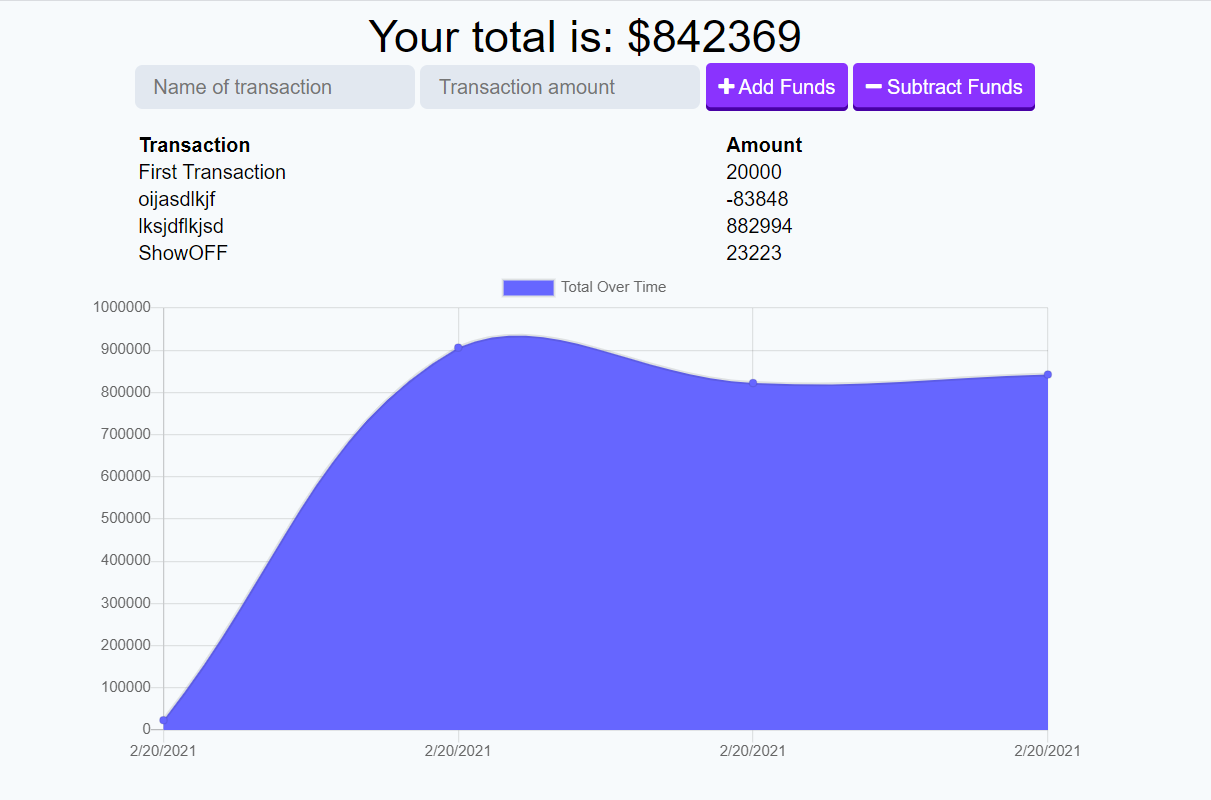 Your total is: $842369
Name of transaction Transaction amount Add Funds Subtract Funds
Transaction Amount
First Transaction 20000
oijasdlkjf -83848
lksjdflkjsd 882994
ShowOFF 23223
Total Over Time
1000000
900000
800000
700000
600000
500000
400000
300000
200000
100000
0
2/20/2021 2/20/2021 2/20/2021 2/20/2021